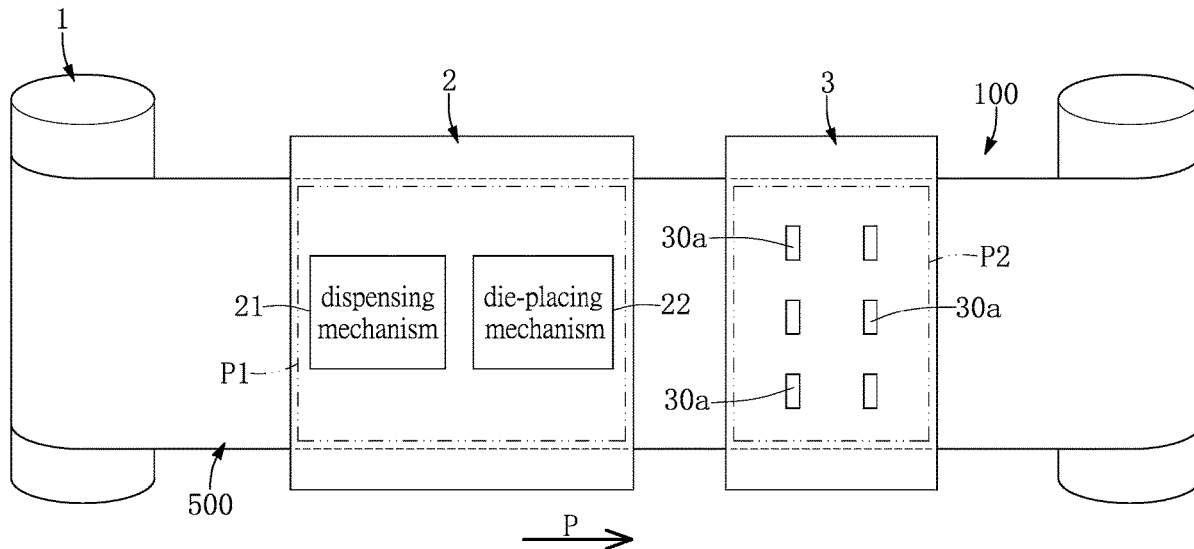 1
2
3
100
30a
P2
21
dispensing
mechanism
die-placing
mechanism
22
30a
P1
30a
500
P